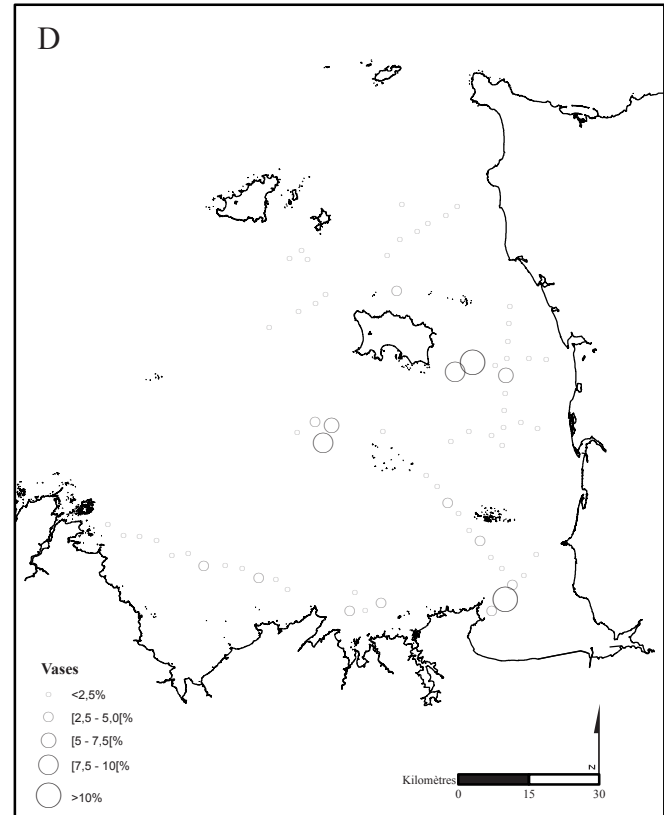 D
Vases
<2,5%
[2,5 - 5,0[%
[5 - 7,5[%
[7,5 - 10[%
>10%
N
Kilomètres
0 15 30